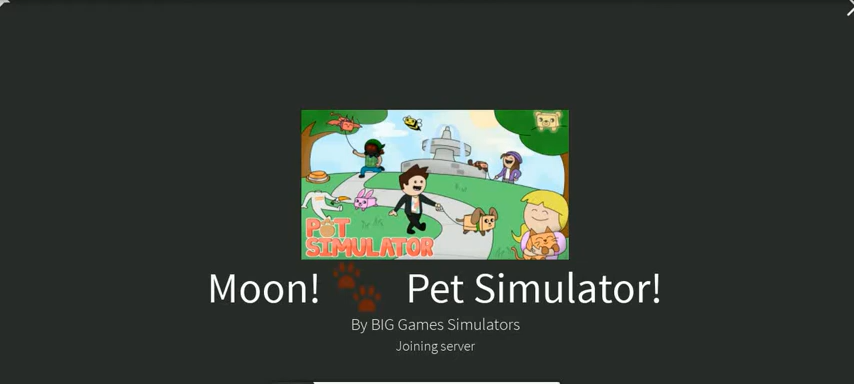 PET
SIMULATOR
Moon! 🐾 Pet Simulator!
By BIG Games Simulators
Joining server